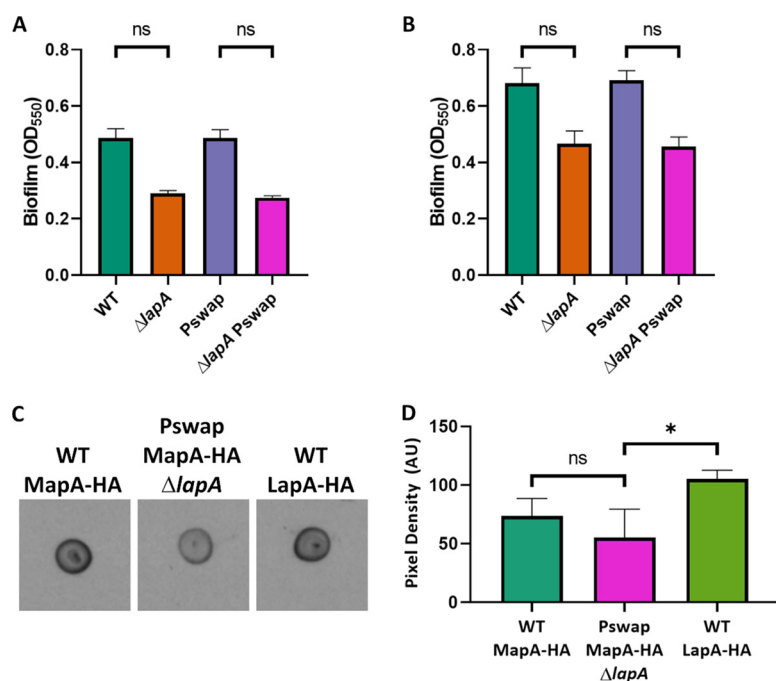 A
ns
ns
Biofilm (OD550)
0.8
0.6
0.4
0.2
0.0
WT
ΔlapA
Pswap
ΔlapA Pswap
B
ns
ns
Biofilm (OD550)
0.8
0.6
0.4
0.2
0.0
WT
ΔlapA
Pswap
ΔlapA Pswap
C
WT
MapA-HA
Pswap
MapA-HA
ΔlapA
WT
LapA-HA
D
ns
*
Pixel Density (AU)
150
100
50
0
WT
MapA-HA
Pswap
MapA-HA
ΔlapA
WT
LapA-HA